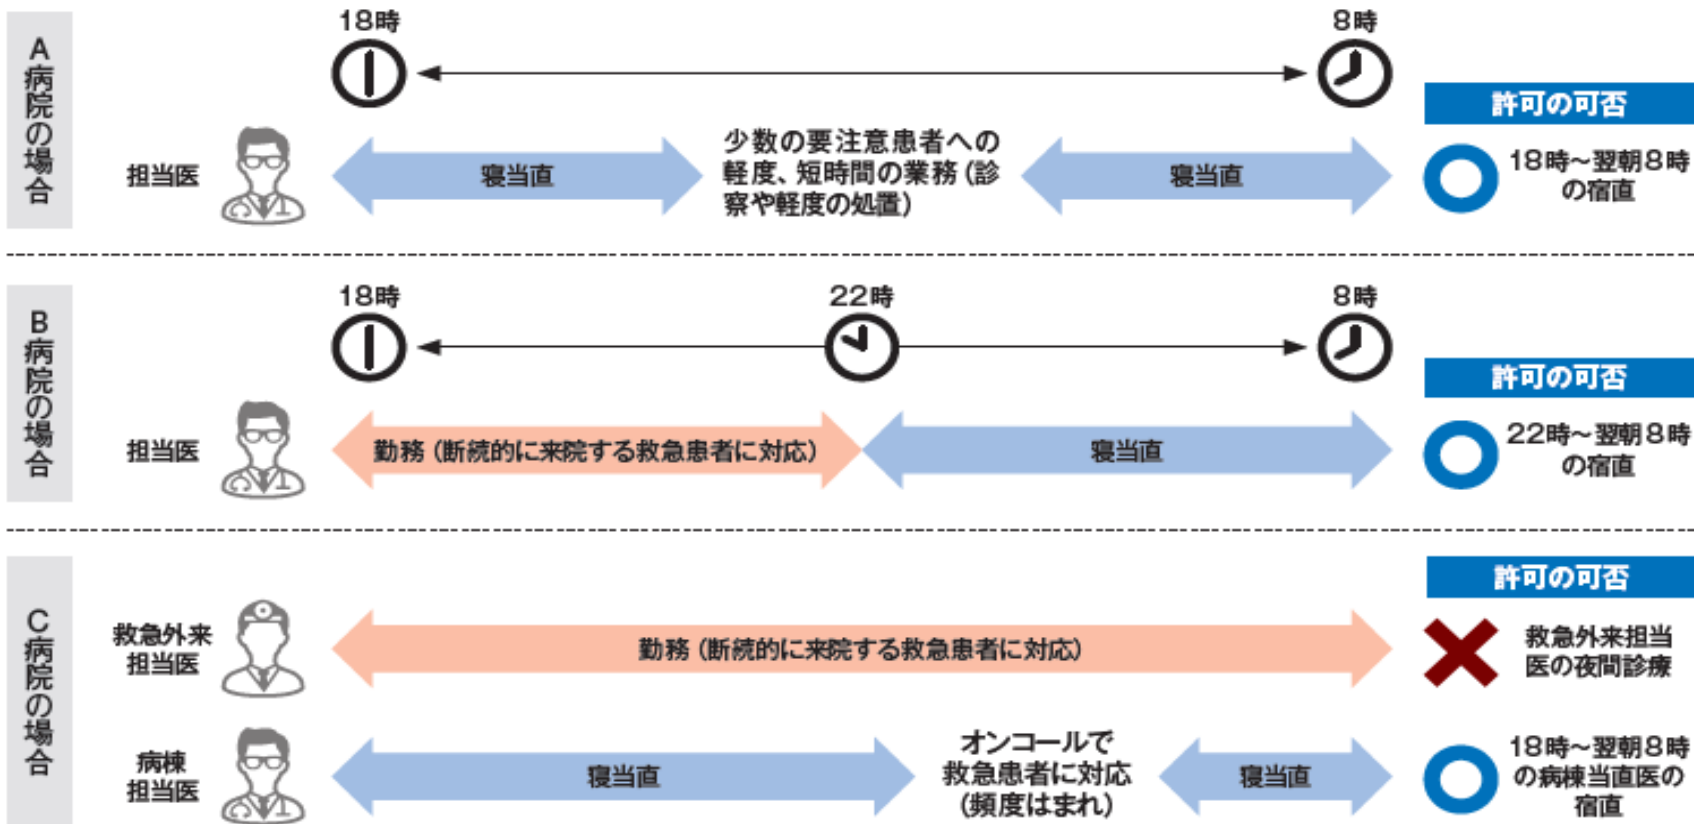 A病院の場合
18時
8時
許可の可否
担当医
寝当直
少数の要注意患者への
軽度、短時間の業務（診
察や軽度の処置）
寝当直
18時～翌朝8時
の宿直
B病院の場合
18時
22時
8時
許可の可否
担当医
勤務（断続的に来院する救急患者に対応）
寝当直
22時～翌朝8時
の宿直
C病院の場合
許可の可否
救急外来
担当医
勤務（断続的に来院する救急患者に対応）
救急外来担当
医の夜間診療
病棟
担当医
寝当直
オンコールで
救急患者に対応
（頻度はまれ）
寝当直
18時～翌朝8時
の病棟当直医の
宿直